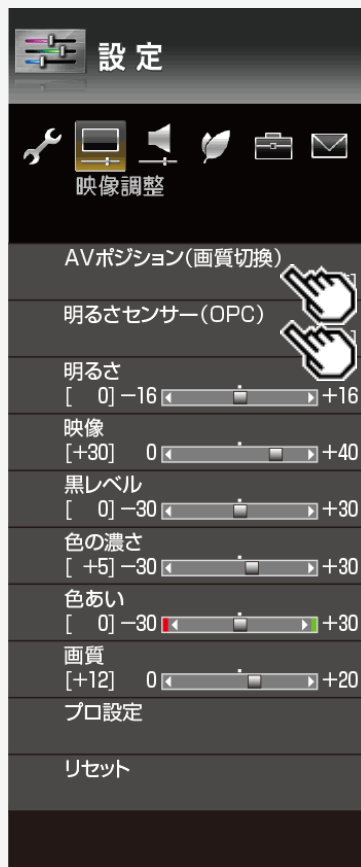 設定
映像調整
AVポジション(画質切換)
明るさセンサー(OPC)
明るさ
[ 0] −16 +16
映像
[+30] 0 +40
黒レベル
[ 0] −30 +30
色の濃さ
[ +5] −30 +30
色あい
[ 0] −30 +30
画質
[+12] 0 +20
プロ設定
リセット